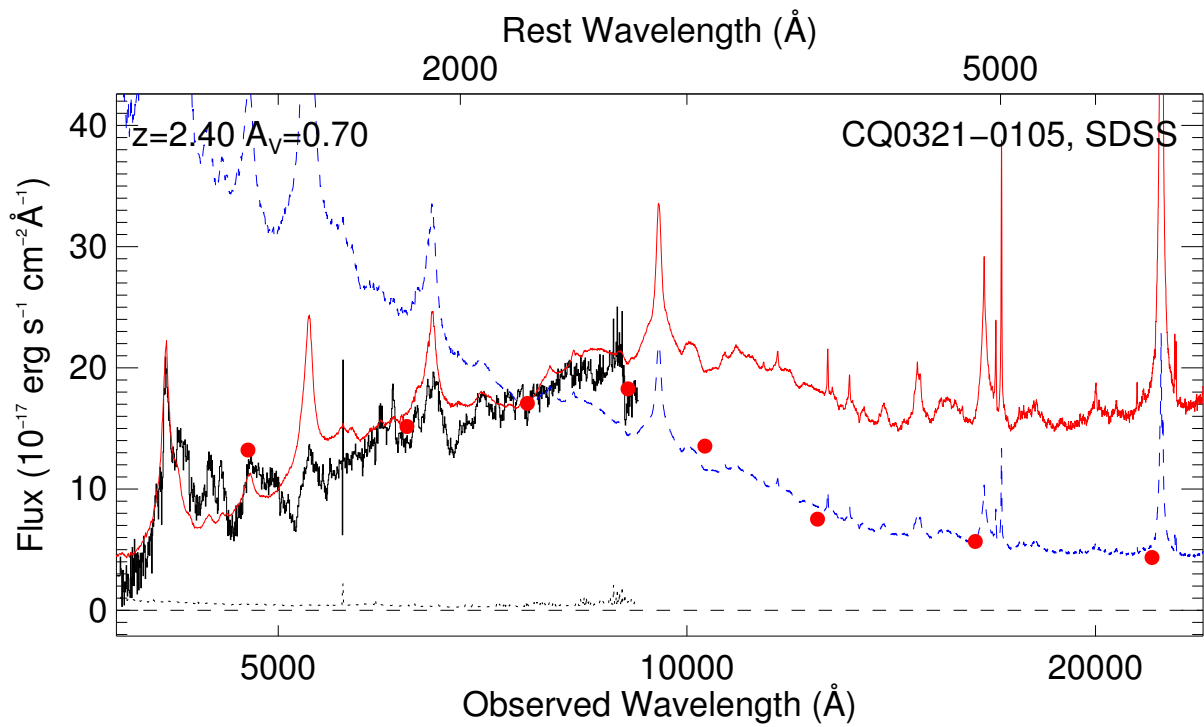 Rest Wavelength (Å)
2000 5000
z=2.40 A_V=0.70 CQ0321−0105, SDSS
40
30
20
10
0
Flux (10⁻¹⁷ erg s⁻¹ cm⁻²Å⁻¹)
5000 10000 20000
Observed Wavelength (Å)